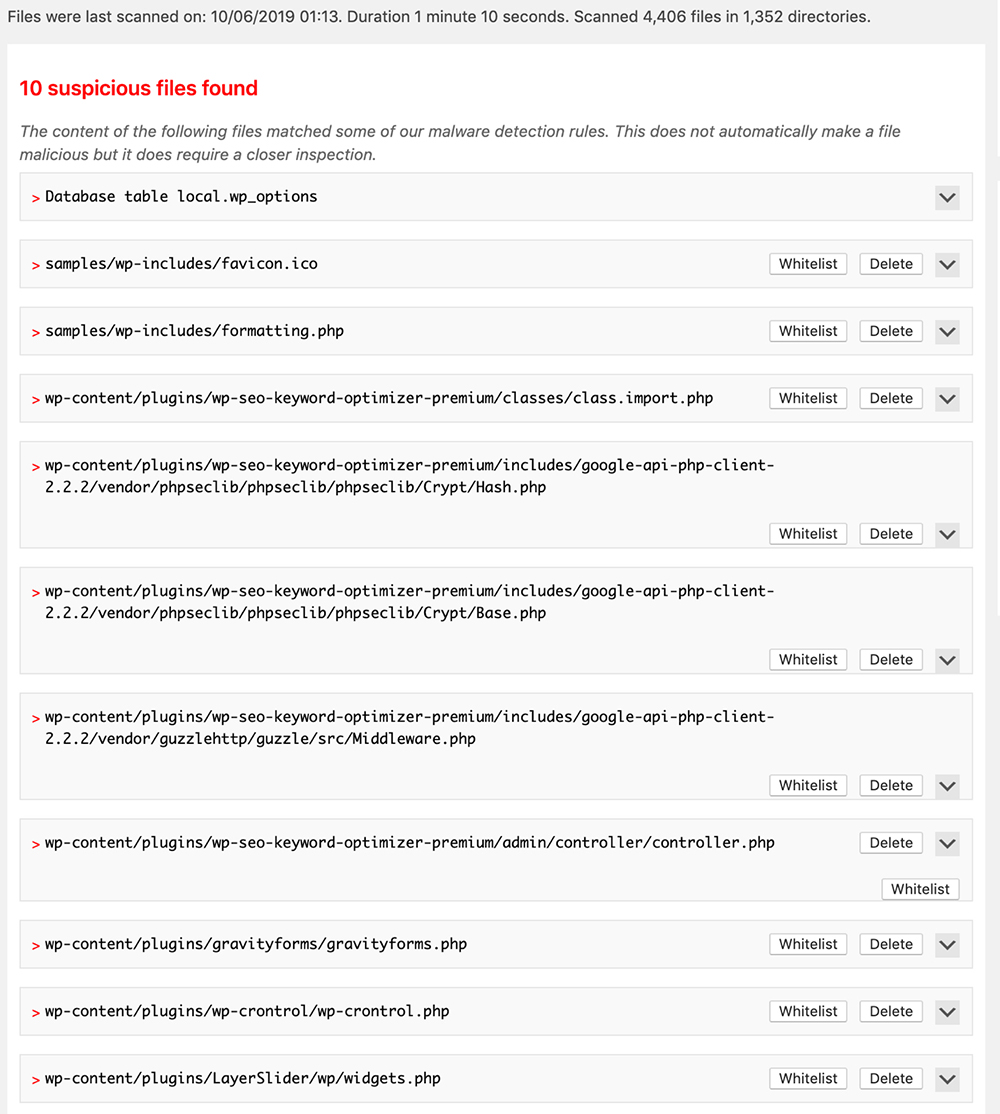 Files were last scanned on: 10/06/2019 01:13. Duration 1 minute 10 seconds. Scanned 4,406 files in 1,352 directories.
10 suspicious files found
The content of the following files matched some of our malware detection rules. This does not automatically make a file
malicious but it does require a closer inspection.
> Database table local.wp_options
> samples/wp-includes/favicon.ico Whitelist Delete
> samples/wp-includes/formatting.php Whitelist Delete
> wp-content/plugins/wp-seo-keyword-optimizer-premium/classes/class.import.php Whitelist Delete
> wp-content/plugins/wp-seo-keyword-optimizer-premium/includes/google-api-php-client-
2.2.2/vendor/phpseclib/phpseclib/phpseclib/Crypt/Hash.php
Whitelist Delete
> wp-content/plugins/wp-seo-keyword-optimizer-premium/includes/google-api-php-client-
2.2.2/vendor/phpseclib/phpseclib/phpseclib/Crypt/Base.php
Whitelist Delete
> wp-content/plugins/wp-seo-keyword-optimizer-premium/includes/google-api-php-client-
2.2.2/vendor/guzzlehttp/guzzle/src/Middleware.php
Whitelist Delete
> wp-content/plugins/wp-seo-keyword-optimizer-premium/admin/controller/controller.php Delete
Whitelist
> wp-content/plugins/gravityforms/gravityforms.php Whitelist Delete
> wp-content/plugins/wp-crontrol/wp-crontrol.php Whitelist Delete
> wp-content/plugins/LayerSlider/wp/widgets.php Whitelist Delete